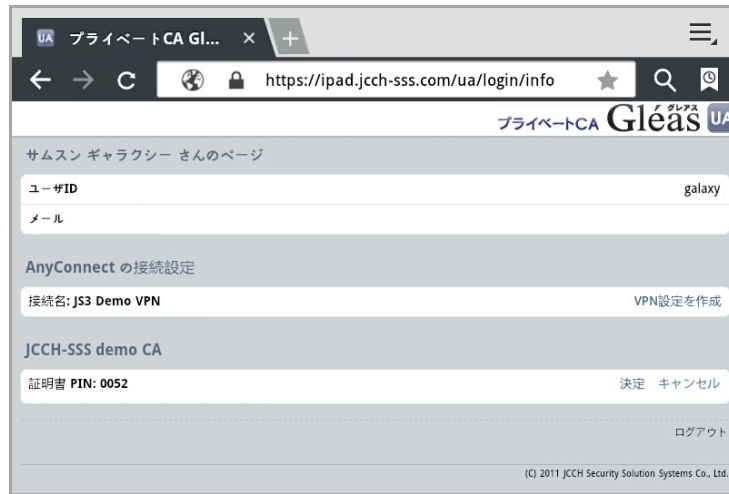 UA プライベートCA Gl... × +
https://ipad.jcch-sss.com/ua/login/info
プライベートCA Gléas グレアス UA
サムスン ギャラクシー さんのページ
ユーザID galaxy
メール
AnyConnect の接続設定
接続名: JS3 Demo VPN VPN設定を作成
JCCH-SSS demo CA
証明書 PIN: 0052 決定 キャンセル
ログアウト
(C) 2011 JCCH Security Solution Systems Co., Ltd.